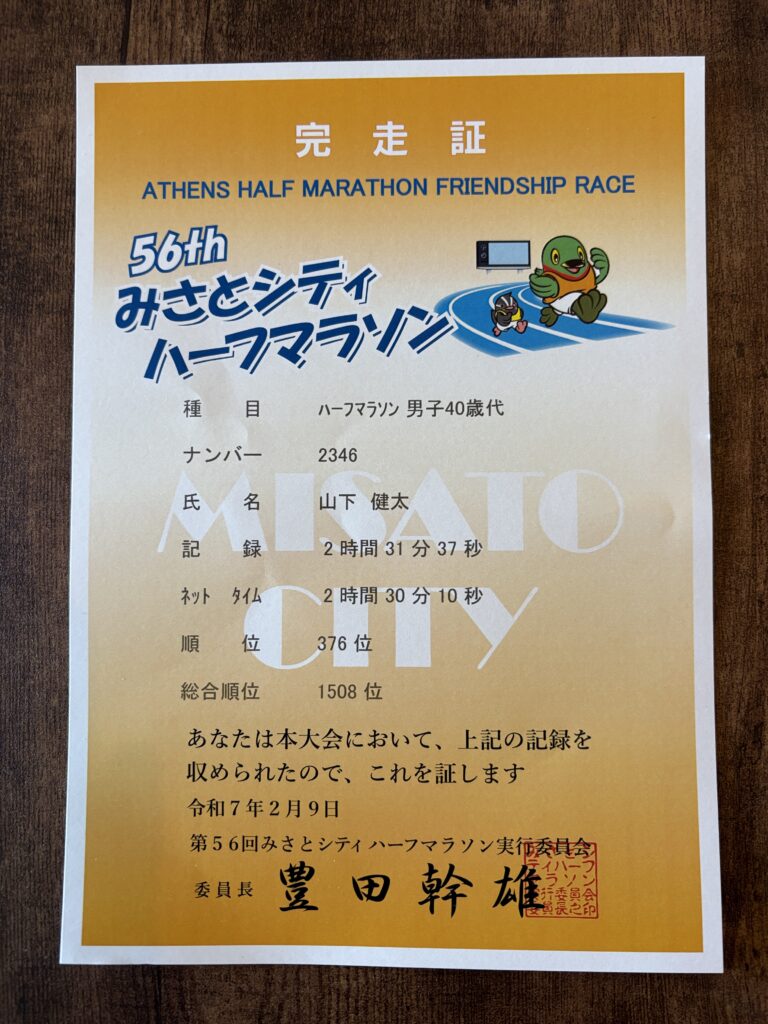 完走証
ATHENS HALF MARATHON FRIENDSHIP RACE
56th
みさとシティ
ハーフマラソン
種目 ﾊｰﾌﾏﾗｿﾝ 男子40歳代
ナンバー 2346
氏名 山下 健太
記録 2 時間 31 分 37 秒
ﾈｯﾄ ﾀｲﾑ 2 時間 30 分 10 秒
順位 376 位
総合順位 1508 位
MISATO
CITY
あなたは本大会において、上記の記録を
収められたので、これを証します
令和７年２月９日
第５６回みさとシティハーフマラソン実行委員会
委員長 豊田幹雄